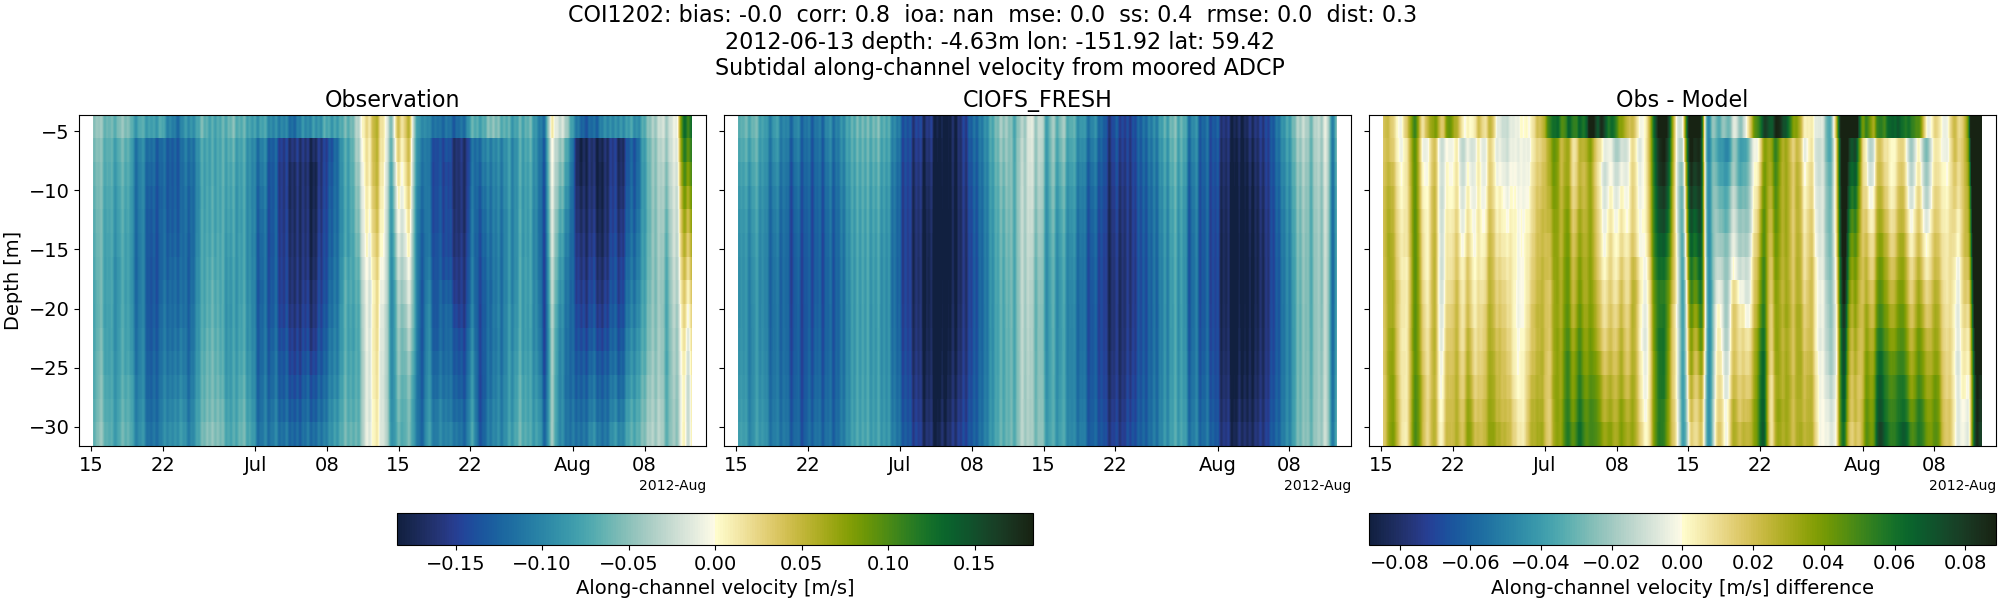 COI1202: bias: -0.0  corr: 0.8  ioa: nan  mse: 0.0  ss: 0.4  rmse: 0.0  dist: 0.3
2012-06-13 depth: -4.63m lon: -151.92 lat: 59.42
Subtidal along-channel velocity from moored ADCP
Observation
CIOFS_FRESH
Obs - Model
Depth [m]
−5
−10
−15
−20
−25
−30
15 22 Jul 08 15 22 Aug 08
2012-Aug
15 22 Jul 08 15 22 Aug 08
2012-Aug
15 22 Jul 08 15 22 Aug 08
2012-Aug
−0.15 −0.10 −0.05 0.00 0.05 0.10 0.15
Along-channel velocity [m/s]
−0.08 −0.06 −0.04 −0.02 0.00 0.02 0.04 0.06 0.08
Along-channel velocity [m/s] difference